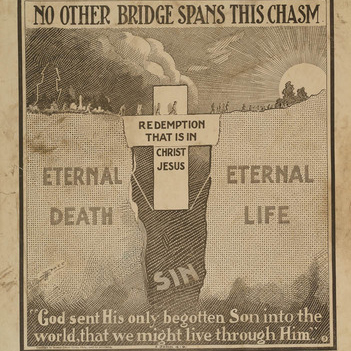 NO OTHER BRIDGE SPANS THIS CHASM
REDEMPTION
THAT IS IN
CHRIST
JESUS
ETERNAL
DEATH
ETERNAL
LIFE
SIN
"God sent His only begotten Son into the
world, that we might live through Him."